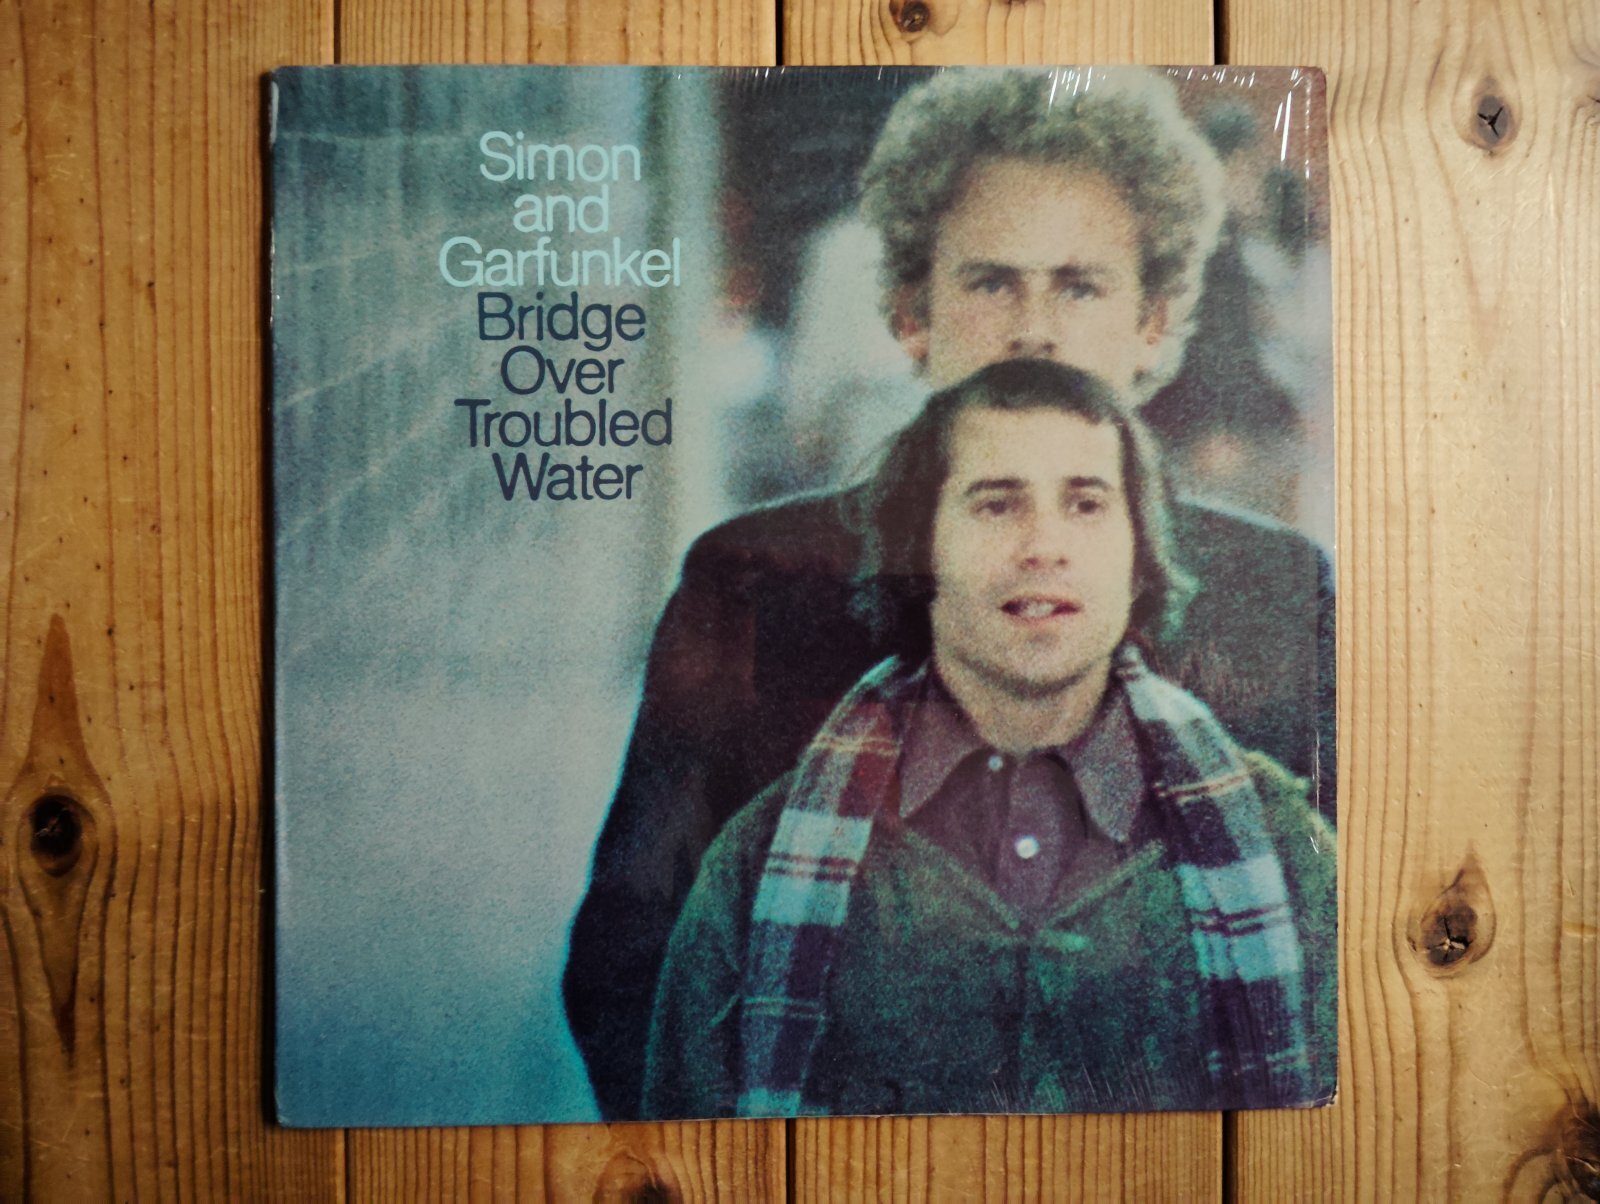 Simon
and
Garfunkel
Bridge
Over
Troubled
Water